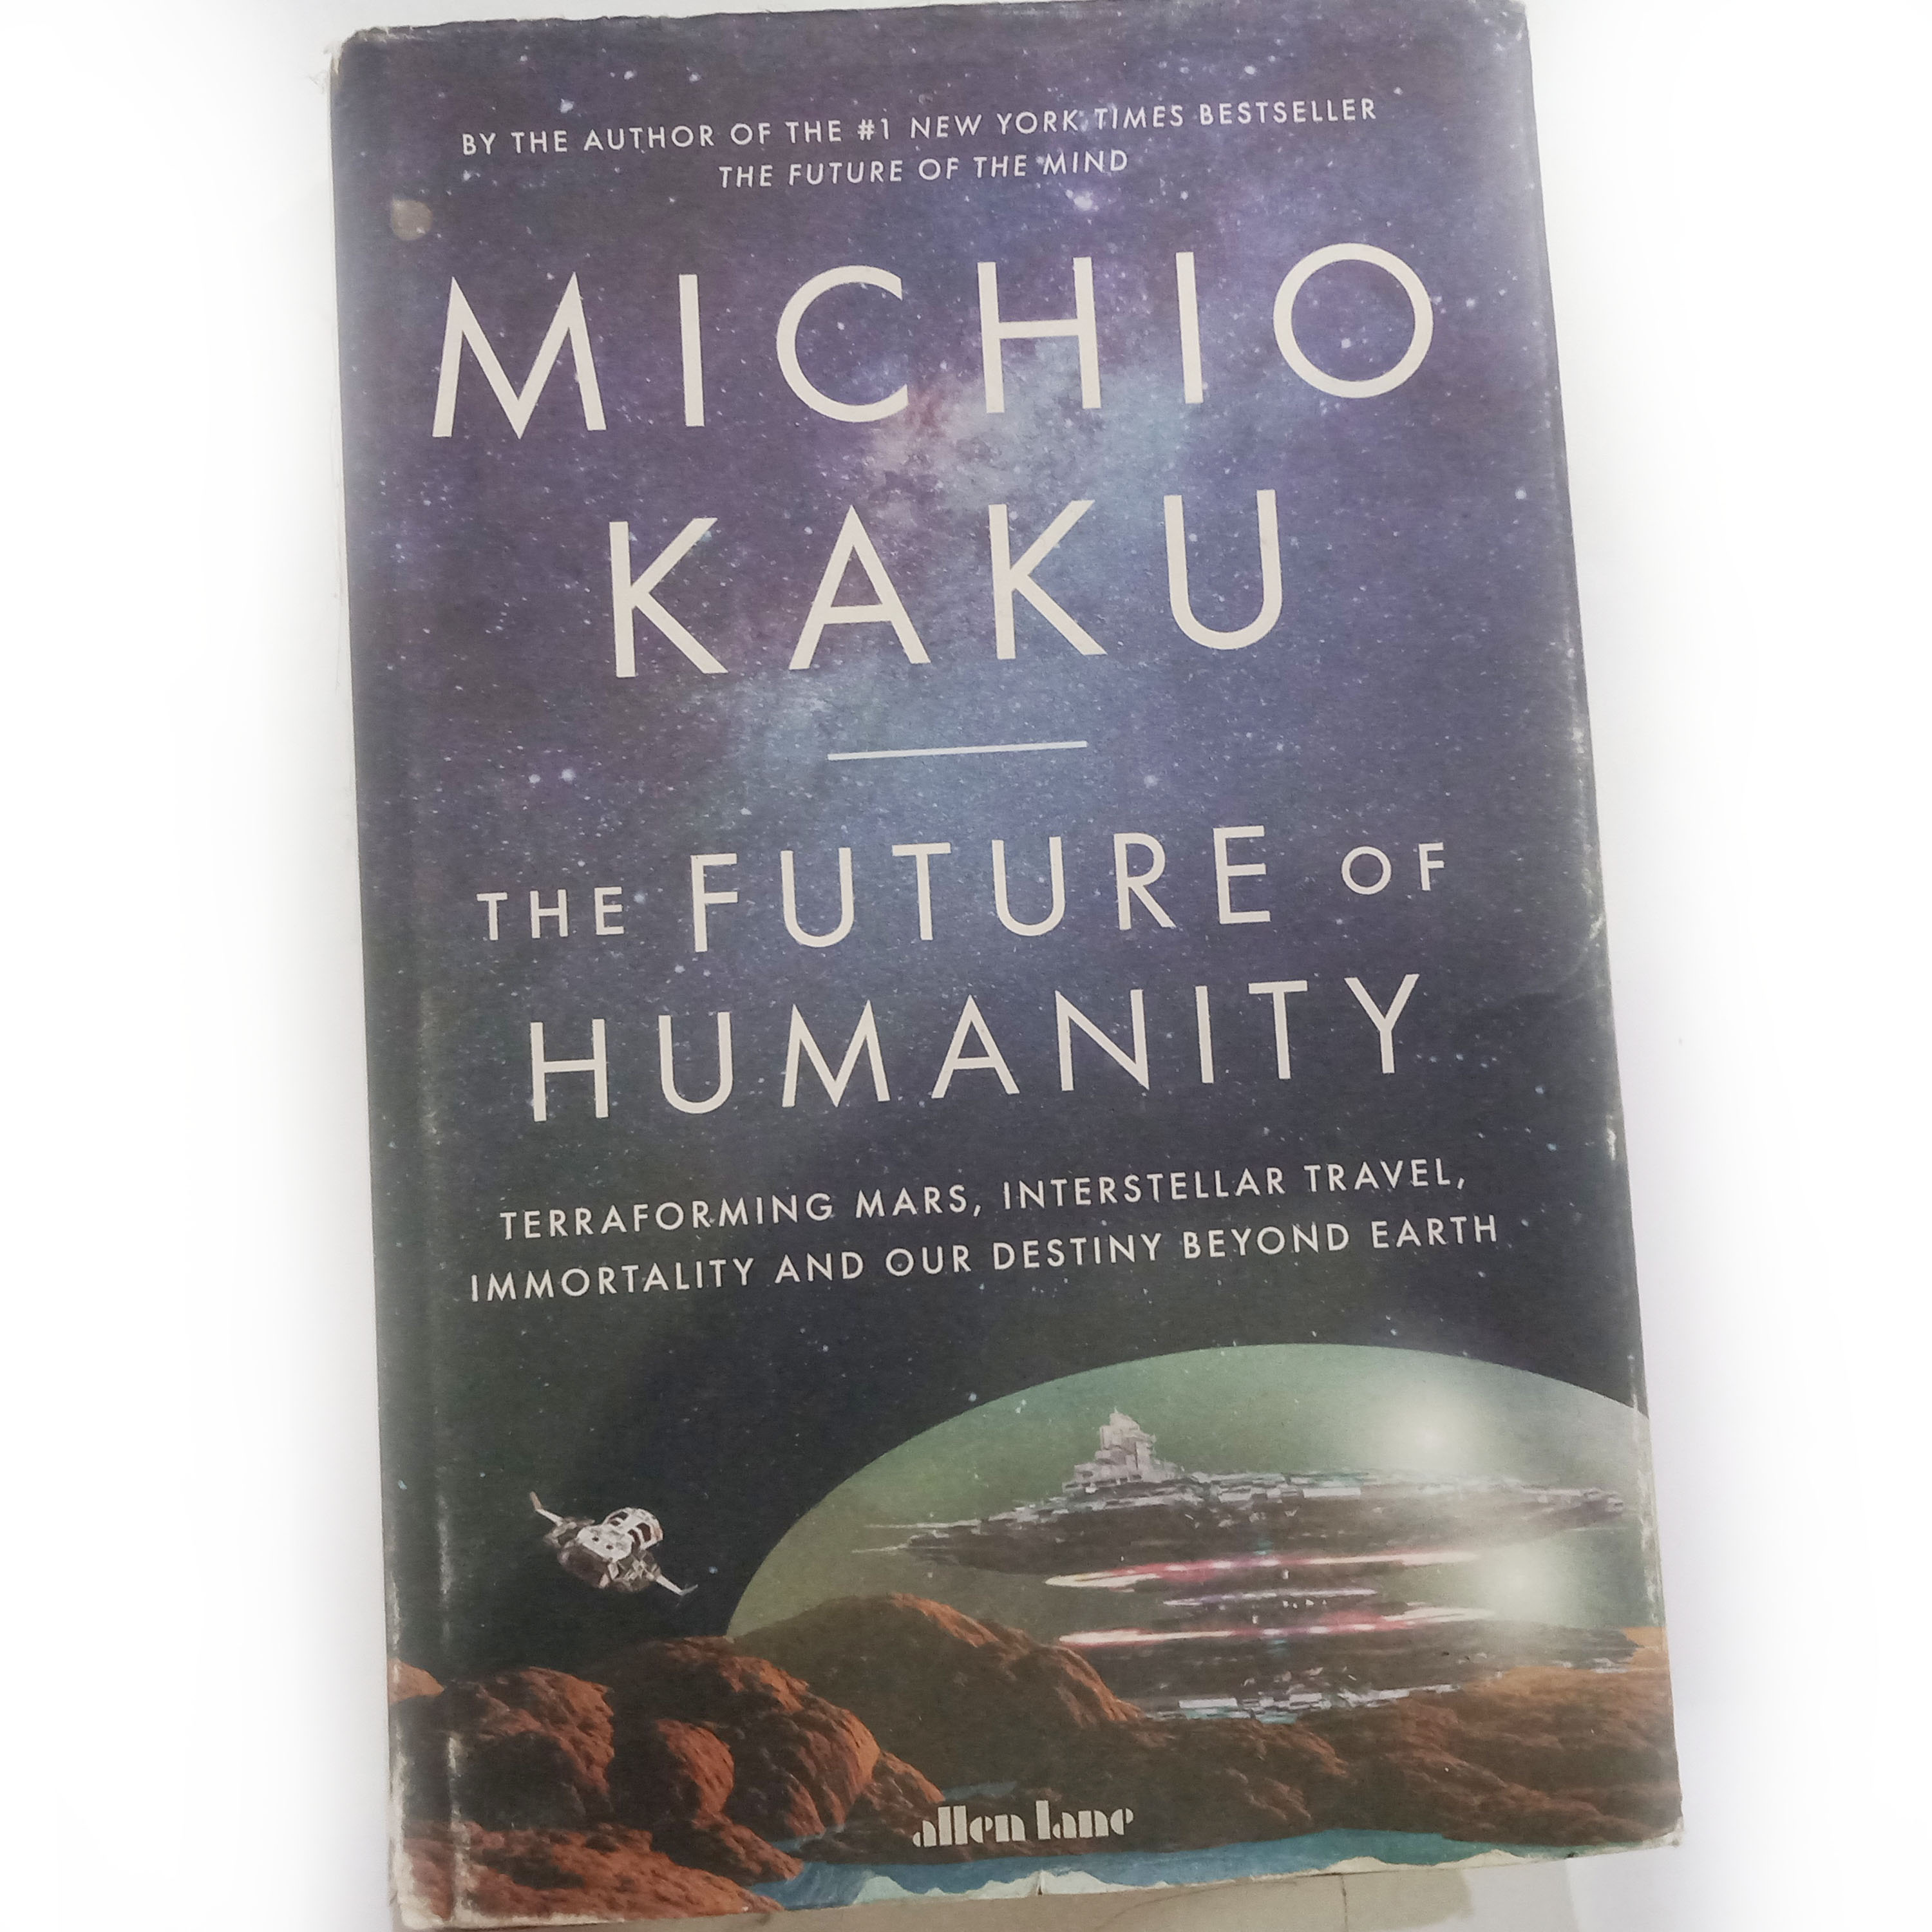 BY THE AUTHOR OF THE #1 NEW YORK TIMES BESTSELLER
THE FUTURE OF THE MIND
MICHIO
KAKU
THE FUTURE OF
HUMANITY
TERRAFORMING MARS, INTERSTELLAR TRAVEL,
IMMORTALITY AND OUR DESTINY BEYOND EARTH
allen lane